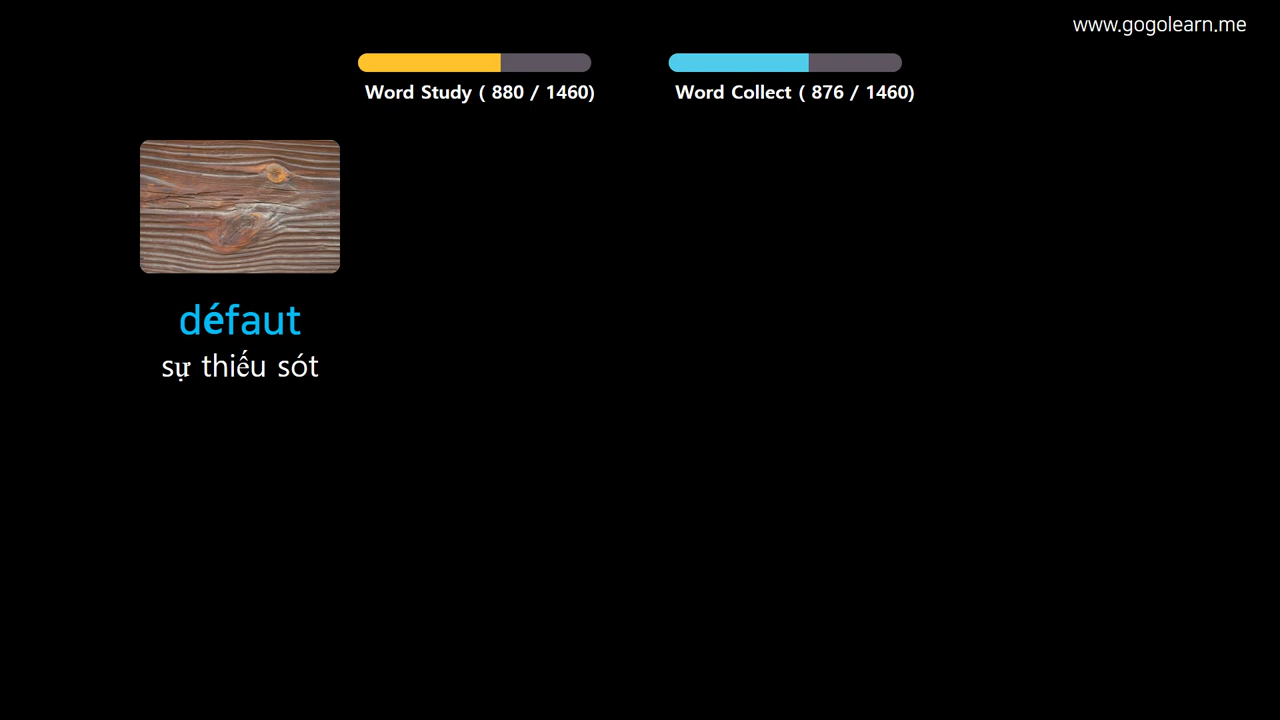 www.gogolearn.me
Word Study ( 880 / 1460)
Word Collect ( 876 / 1460)
défaut
sự thiếu sót